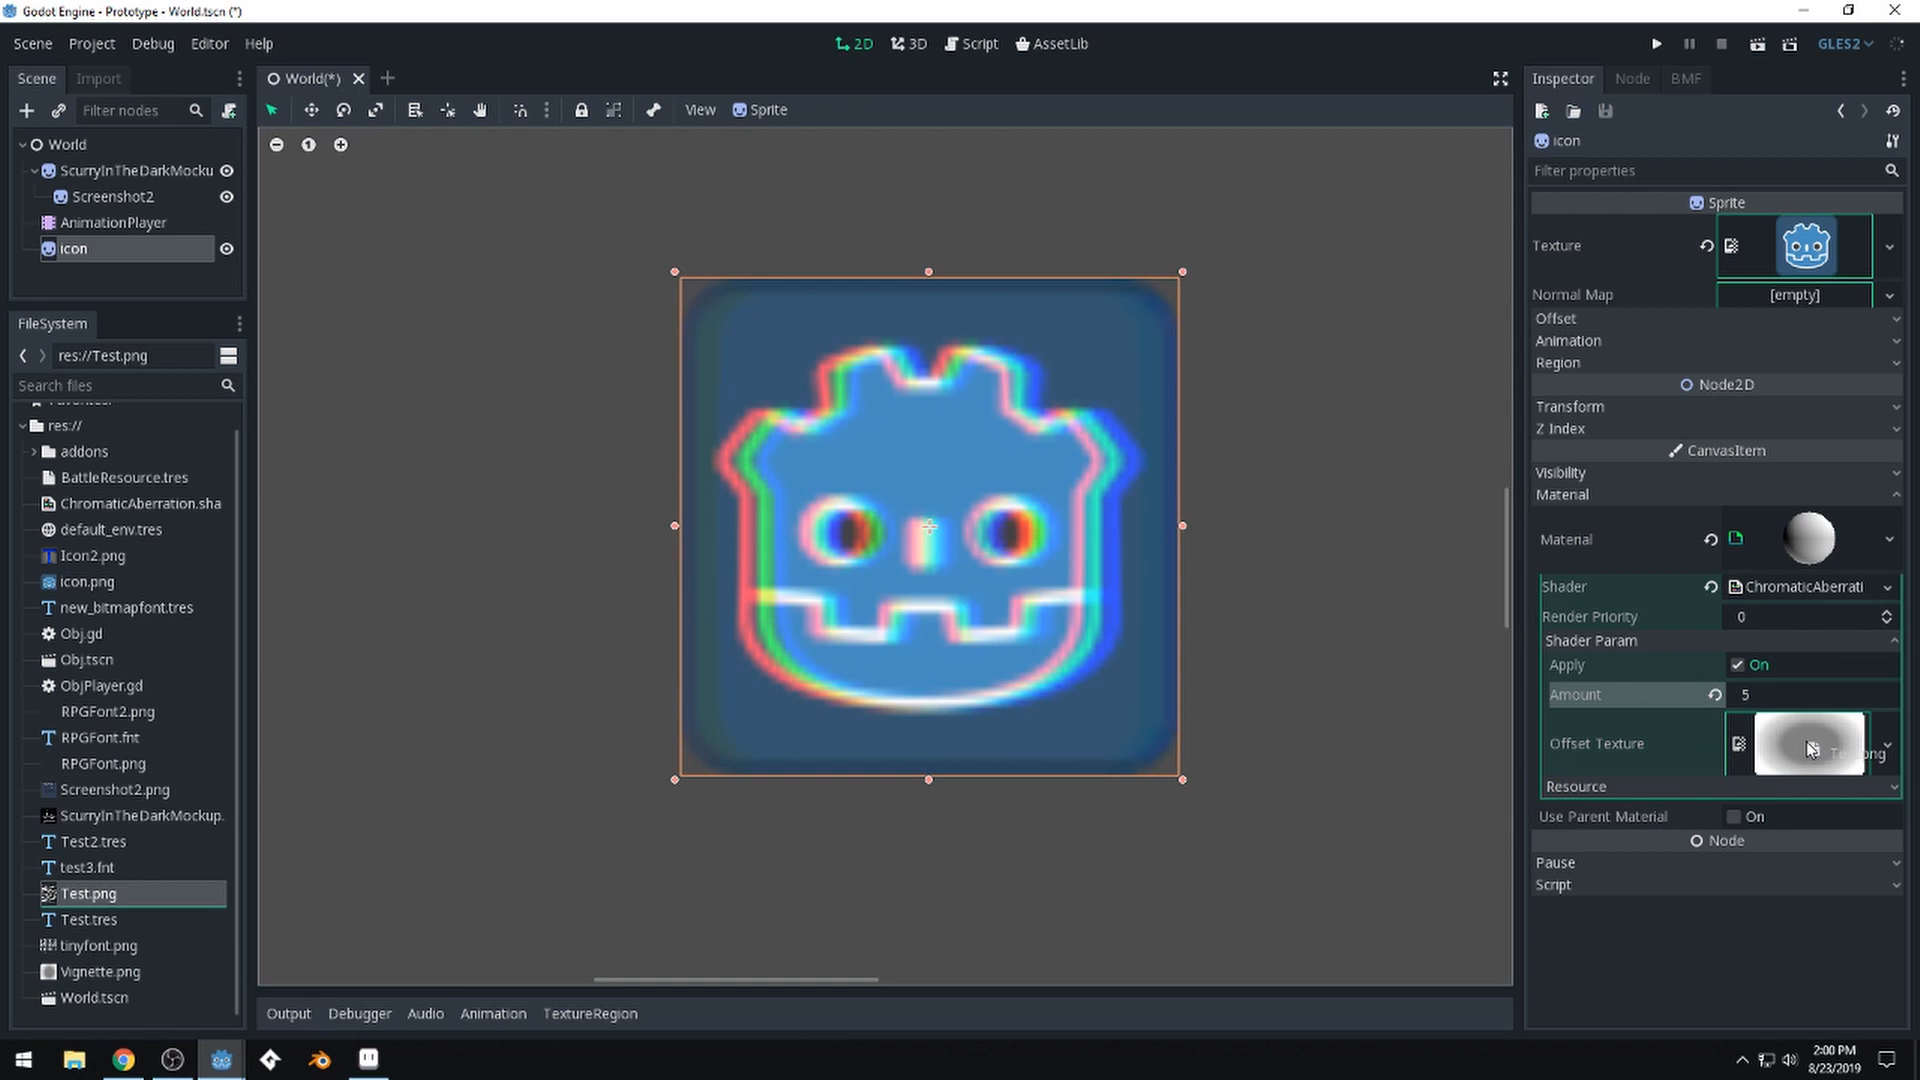 Godot Engine - Prototype - World.tscn (*)
Scene Project Debug Editor Help
2D 3D Script AssetLib
GLES2
Scene Import
World(*)
Inspector Node BMF
Filter nodes
View Sprite
World
ScurryInTheDarkMocku
Screenshot2
AnimationPlayer
icon
FileSystem
res://Test.png
Search files
res://
addons
BattleResource.tres
ChromaticAberration.sha
default_env.tres
Icon2.png
icon.png
new_bitmapfont.tres
Obj.gd
Obj.tscn
ObjPlayer.gd
RPGFont2.png
RPGFont.fnt
RPGFont.png
Screenshot2.png
ScurryInTheDarkMockup.
Test2.tres
test3.fnt
Test.png
Test.tres
tinyfont.png
Vignette.png
World.tscn
Output Debugger Audio Animation TextureRegion
icon
Filter properties
Sprite
Texture
Normal Map [empty]
Offset
Animation
Region
Node2D
Transform
Z Index
CanvasItem
Visibility
Material
Material
Shader ChromaticAberrati
Render Priority 0
Shader Param
Apply On
Amount 5
Offset Texture
Resource
Use Parent Material On
Node
Pause
Script
2:00 PM
8/23/2019